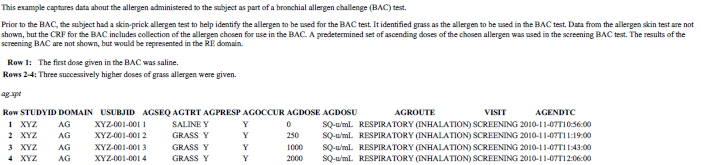 This example captures data about the allergen administered to the subject as part of a bronchial allergen challenge (BAC) test.
Prior to the BAC, the subject had a skin-prick allergen test to help identify the allergen to be used for the BAC test. It identified grass as the allergen to be used in the BAC test. Data from the allergen skin test are not
shown, but the CRF for the BAC includes collection of the allergen chosen for use in the BAC. A predetermined set of ascending doses of the chosen allergen was used in the screening BAC test. The results of the
screening BAC are not shown, but would be represented in the RE domain.
Row 1: The first dose given in the BAC was saline.
Rows 2-4: Three successively higher doses of grass allergen were given.
ag.xpt
Row STUDYID DOMAIN USUBJID AGSEQ AGTRT AGPRESP AGOCCUR AGDOSE AGDOSU AGROUTE VISIT AGENDTC
1 XYZ AG XYZ-001-001 1 SALINE Y Y 0 SQ-u/mL RESPIRATORY (INHALATION) SCREENING 2010-11-07T10:56:00
2 XYZ AG XYZ-001-001 2 GRASS Y Y 250 SQ-u/mL RESPIRATORY (INHALATION) SCREENING 2010-11-07T11:19:00
3 XYZ AG XYZ-001-001 3 GRASS Y Y 1000 SQ-u/mL RESPIRATORY (INHALATION) SCREENING 2010-11-07T11:43:00
4 XYZ AG XYZ-001-001 4 GRASS Y Y 2000 SQ-u/mL RESPIRATORY (INHALATION) SCREENING 2010-11-07T12:06:00